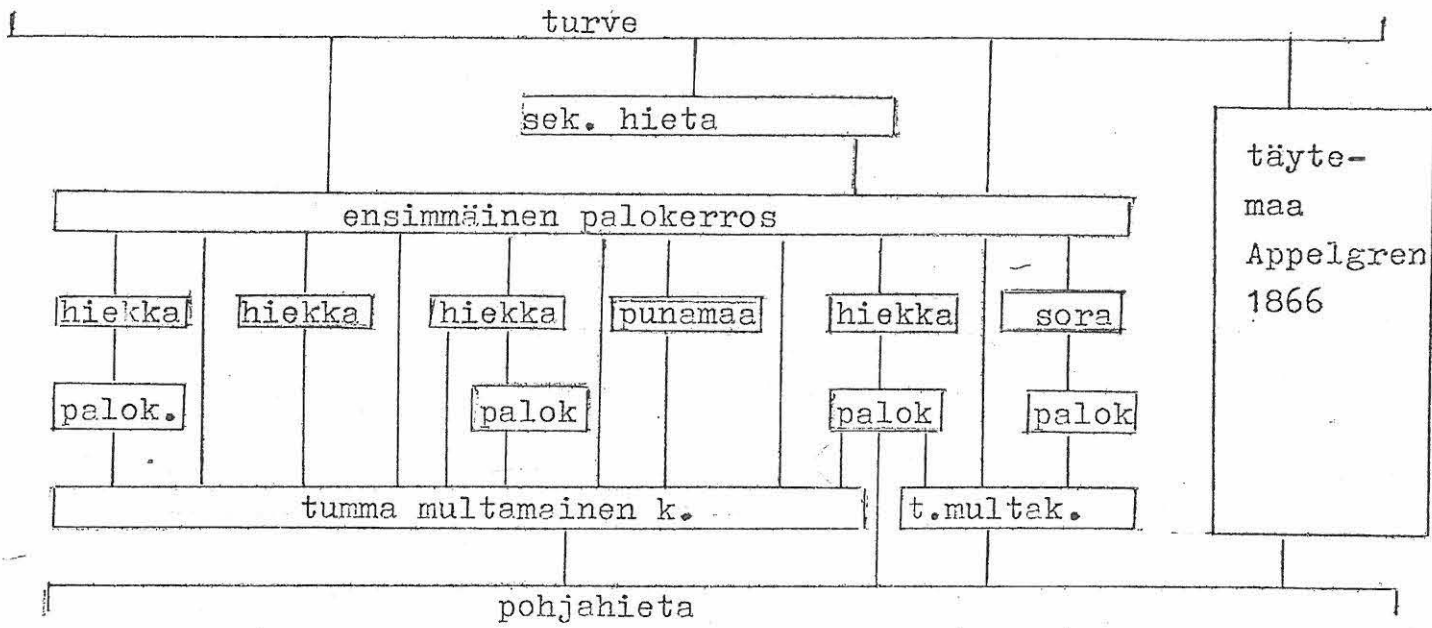 turve
sek. hieta
täyte-
maa
Appelgren
1866
ensimmäinen palokerros
hiekka hiekka hiekka punamaa hiekka sora
palok. palok palok palok
tumma multamainen k. t.multak.
pohjahieta